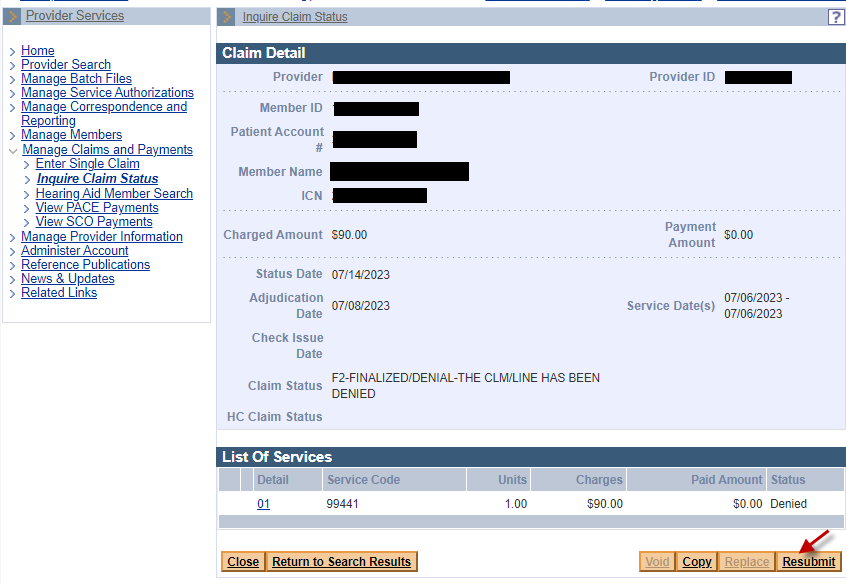 Provider Services
Home
Provider Search
Manage Batch Files
Manage Service Authorizations
Manage Correspondence and
Reporting
Manage Members
Manage Claims and Payments
Enter Single Claim
Inquire Claim Status
Hearing Aid Member Search
View PACE Payments
View SCO Payments
Manage Provider Information
Administer Account
Reference Publications
News & Updates
Related Links
Inquire Claim Status ?
Claim Detail
Provider Provider ID
Member ID
Patient Account
#
Member Name
ICN
Charged Amount $90.00 Payment
Amount $0.00
Status Date 07/14/2023
Adjudication
Date 07/08/2023 Service Date(s) 07/06/2023 -
07/06/2023
Check Issue
Date
Claim Status F2-FINALIZED/DENIAL-THE CLM/LINE HAS BEEN
DENIED
HC Claim Status
List Of Services
Detail Service Code Units Charges Paid Amount Status
01 99441 1.00 $90.00 $0.00 Denied
Close Return to Search Results Void Copy Replace Resubmit